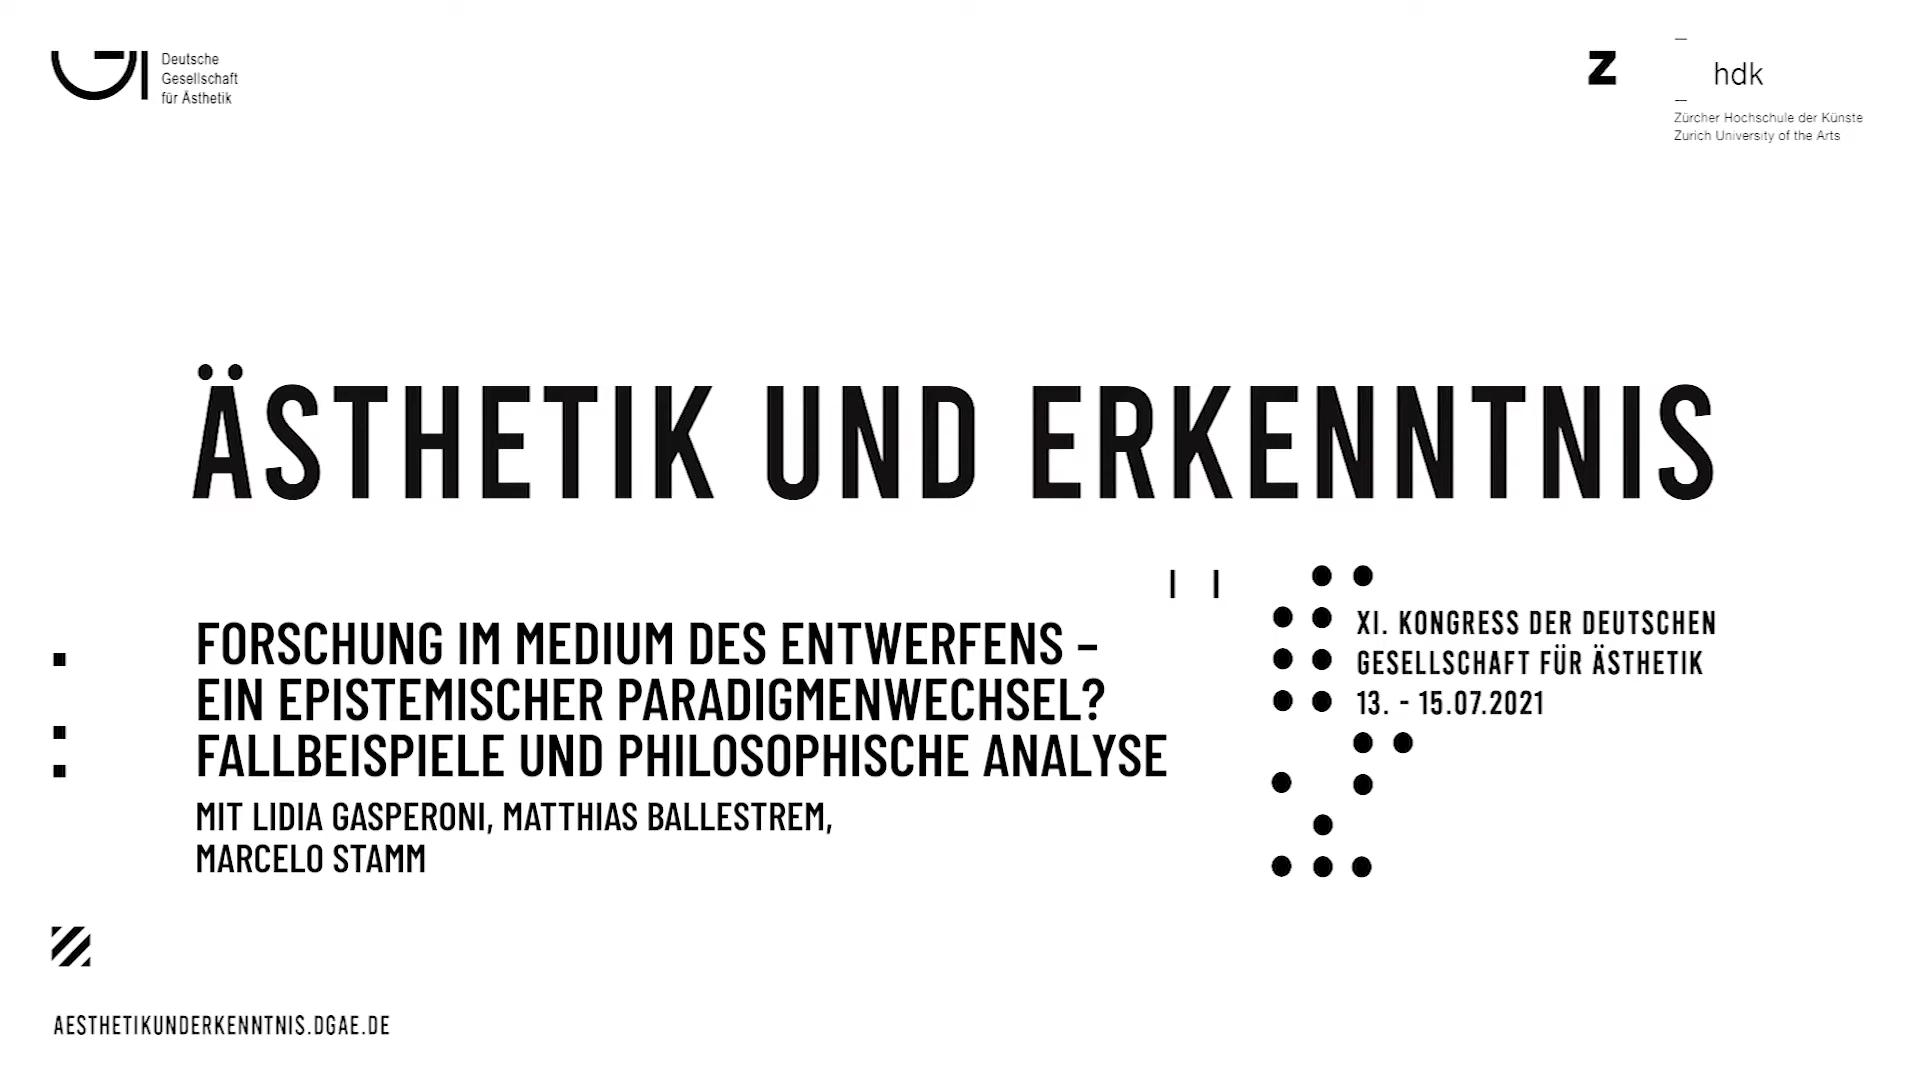 Deutsche
Gesellschaft
für Ästhetik
Z hdk
Zürcher Hochschule der Künste
Zurich University of the Arts
ÄSTHETIK UND ERKENNTNIS
FORSCHUNG IM MEDIUM DES ENTWERFENS –
EIN EPISTEMISCHER PARADIGMENWECHSEL?
FALLBEISPIELE UND PHILOSOPHISCHE ANALYSE
MIT LIDIA GASPERONI, MATTHIAS BALLESTREM,
MARCELO STAMM
XI. KONGRESS DER DEUTSCHEN
GESELLSCHAFT FÜR ÄSTHETIK
13. - 15.07.2021
AESTHETIKUNDERKENNTNIS.DGAE.DE